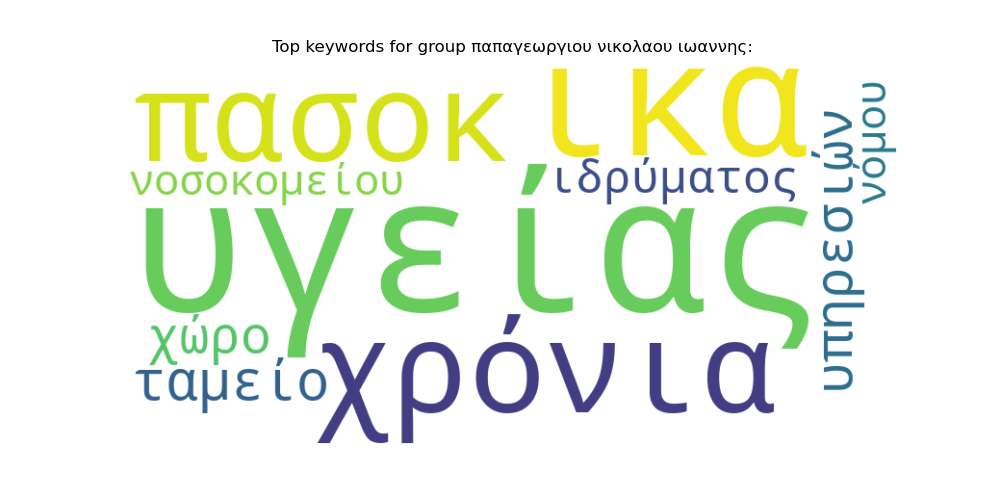 Top keywords for group παπαγεωργιου νικολαου ιωαννης:
πασοκ
ικα
νοσοκομείου
ιδρύματος
υγείας
χώρο
ταμείο
χρόνια
υπηρεσιών
νόμου